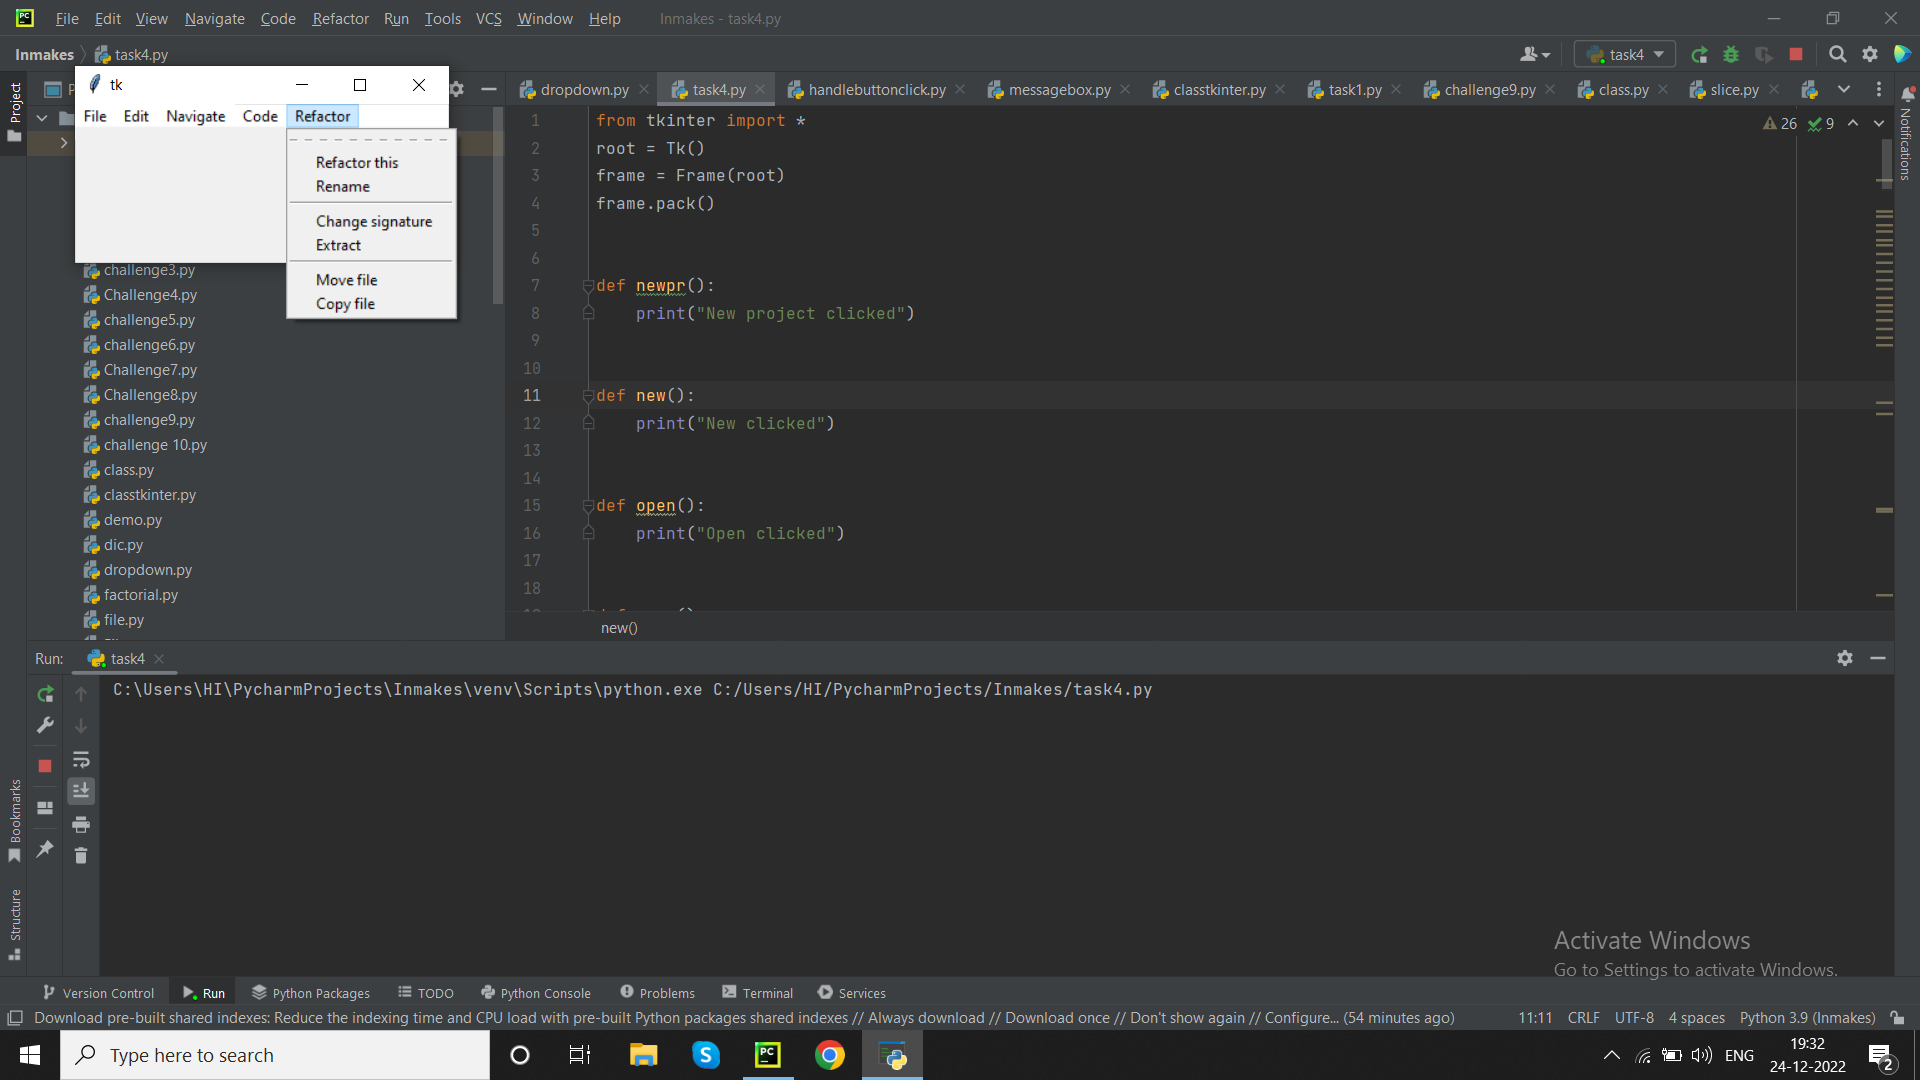 File Edit View Navigate Code Refactor Run Tools VCS Window Help Inmakes - task4.py
Inmakes task4.py
task4
tk
File Edit Navigate Code Refactor
Refactor this
Rename
Change signature
Extract
Move file
Copy file
Project
challenge3.py
Challenge4.py
challenge5.py
challenge6.py
Challenge7.py
Challenge8.py
challenge9.py
challenge 10.py
class.py
classtkinter.py
demo.py
dic.py
dropdown.py
factorial.py
file.py
dropdown.py task4.py handlebuttonclick.py messagebox.py classtkinter.py task1.py challenge9.py class.py slice.py
26 9
Notifications
1 from tkinter import *
2 root = Tk()
3 frame = Frame(root)
4 frame.pack()
5
6
7 def newpr():
8 print("New project clicked")
9
10
11 def new():
12 print("New clicked")
13
14
15 def open():
16 print("Open clicked")
17
18
new()
Run: task4
C:\Users\HI\PycharmProjects\Inmakes\venv\Scripts\python.exe C:/Users/HI/PycharmProjects/Inmakes/task4.py
Bookmarks
Structure
Activate Windows
Go to Settings to activate Windows.
Version Control Run Python Packages TODO Python Console Problems Terminal Services
Download pre-built shared indexes: Reduce the indexing time and CPU load with pre-built Python packages shared indexes // Always download // Download once // Don't show again // Configure... (54 minutes ago) 11:11 CRLF UTF-8 4 spaces Python 3.9 (Inmakes)
Type here to search
ENG
19:32
24-12-2022
2